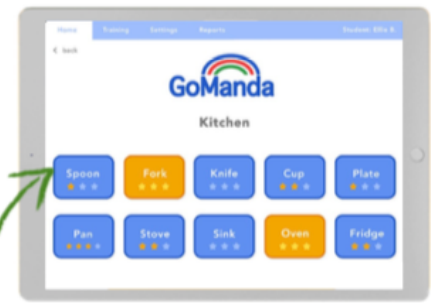 Home Training Settings Reports Student: Ellie R
< back
GoManda
Kitchen
Spoon Fork Knife Cup Plate
Pan Stove Sink Oven Fridge